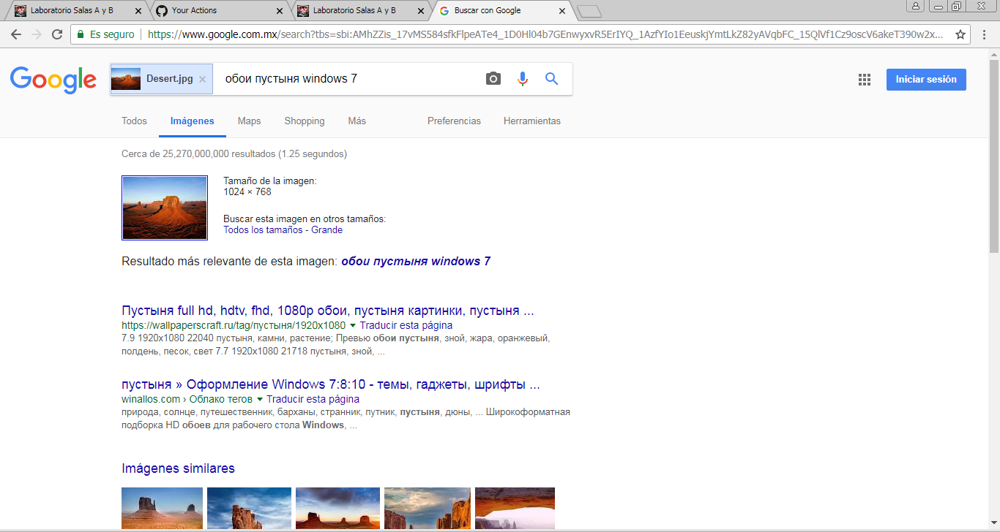 Laboratorio Salas A y B
Your Actions
Laboratorio Salas A y B
Buscar con Google
Es seguro
https://www.google.com.mx/search?tbs=sbi:AMhZZis_17vMS584sfkFlpeATe4_1D0Hl04b7GEnwyxvR5ErIYQ_1AzfYIo1EeuskjYmtLkZ82yAVqbFC_15QlVf1Cz9oscV6akeT390w2x...
Google
Desert.jpg
обои пустыня windows 7
Iniciar sesión
Todos
Imágenes
Maps
Shopping
Más
Preferencias
Herramientas
Cerca de 25,270,000,000 resultados (1.25 segundos)
Tamaño de la imagen:
1024 × 768
Buscar esta imagen en otros tamaños:
Todos los tamaños - Grande
Resultado más relevante de esta imagen: обои пустыня windows 7
Пустыня full hd, hdtv, fhd, 1080p обои, пустыня картинки, пустыня ...
https://wallpaperscraft.ru/tag/пустыня/1920x1080 Traducir esta página
7.9 1920x1080 22040 пустыня, камни, растение; Превью обои пустыня, зной, жара, оранжевый,
полдень, песок, свет 7.7 1920x1080 21718 пустыня, зной, ...
пустыня » Оформление Windows 7:8:10 - темы, гаджеты, шрифты ...
winallos.com › Облако тегов Traducir esta página
природа, солнце, путешественник, барханы, странник, путник, пустыня, дюны, ... Широкоформатная
подборка HD обоев для рабочего стола Windows, ...
Imágenes similares